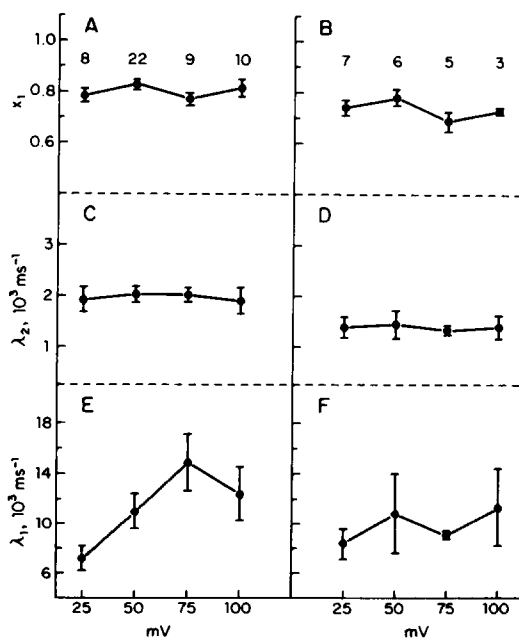 A
B
8 22 9 10
7 6 5 3
1.0
0.8
0.6
x₁
C
D
3
2
1
λ₂, 10³ ms⁻¹
E
F
18
14
10
6
λ₁, 10³ ms⁻¹
25 50 75 100
25 50 75 100
mV
mV